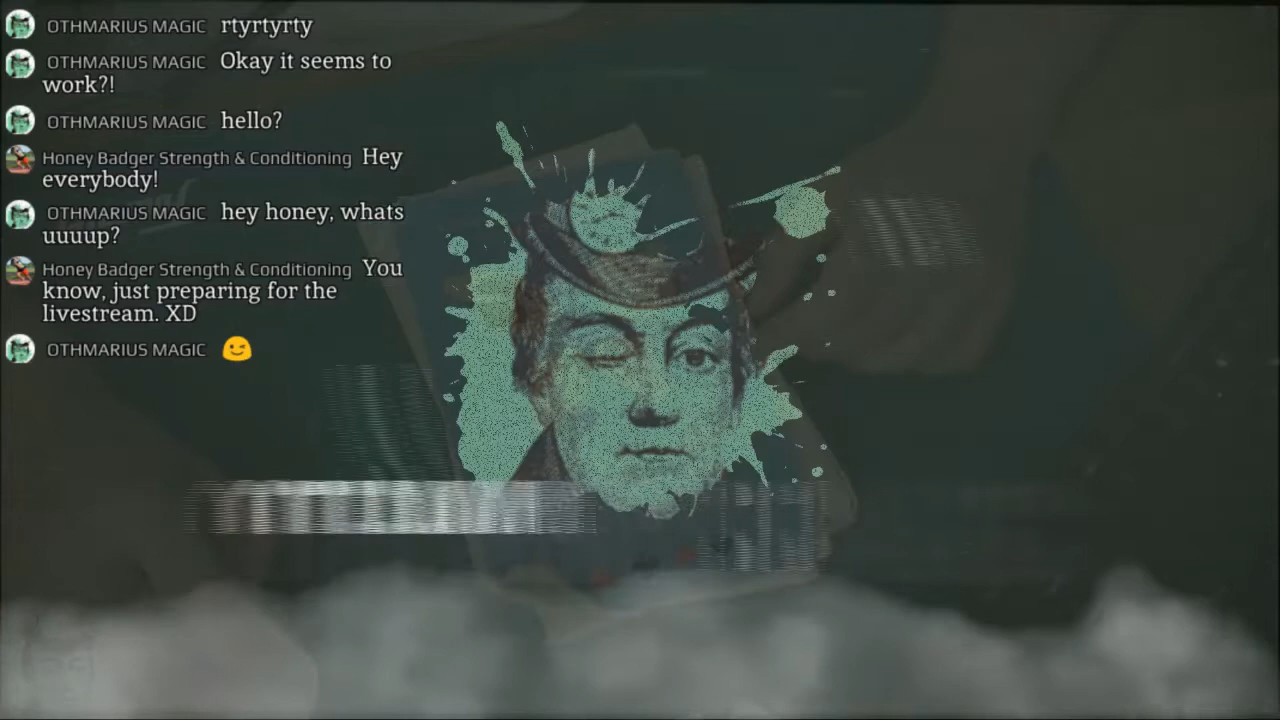 OTHMARIUS MAGIC rtyrtyrty
OTHMARIUS MAGIC Okay it seems to
work?!
OTHMARIUS MAGIC hello?
Honey Badger Strength & Conditioning Hey
everybody!
OTHMARIUS MAGIC hey honey, whats
uuuup?
Honey Badger Strength & Conditioning You
know, just preparing for the
livestream. XD
OTHMARIUS MAGIC 😉